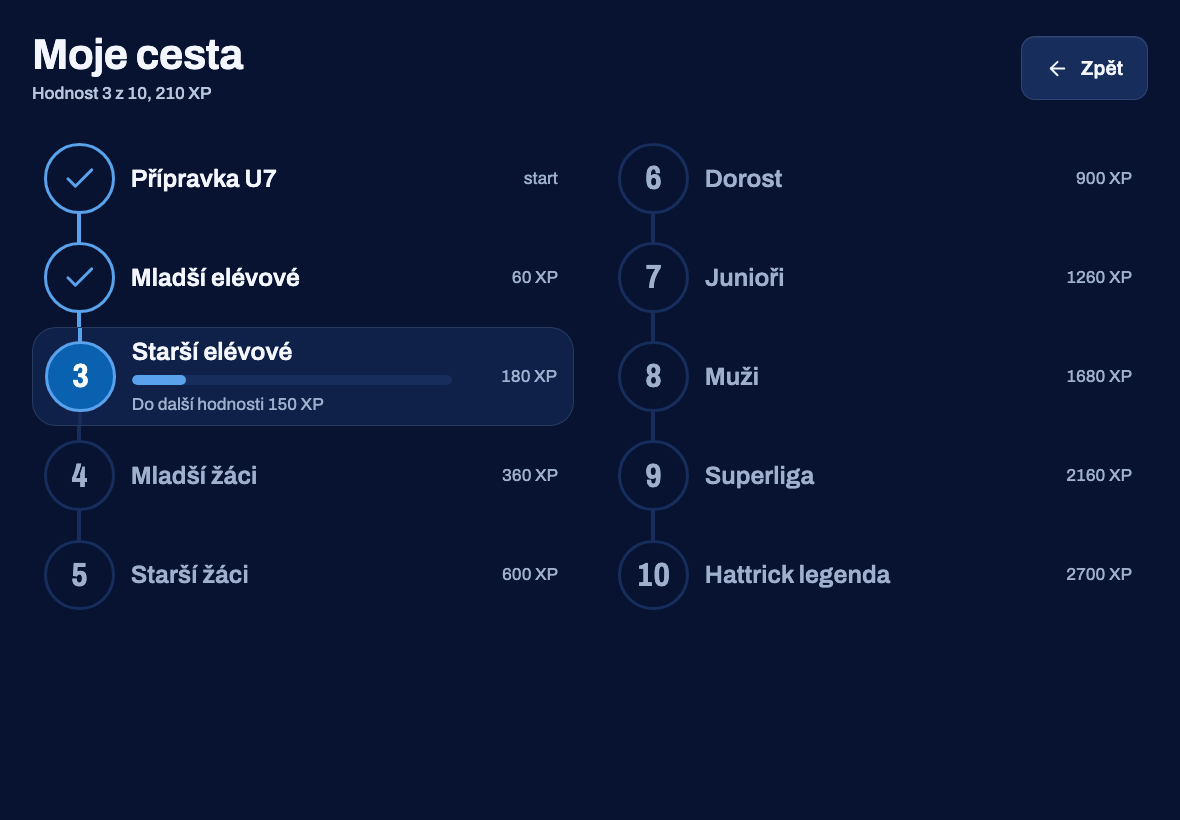 Moje cesta
Hodnost 3 z 10, 210 XP
Zpět
Přípravka U7
start
Mladší elévové
60 XP
3
Starší elévové
180 XP
Do další hodnosti 150 XP
4
Mladší žáci
360 XP
5
Starší žáci
600 XP
6
Dorost
900 XP
7
Junioři
1260 XP
8
Muži
1680 XP
9
Superliga
2160 XP
10
Hattrick legenda
2700 XP